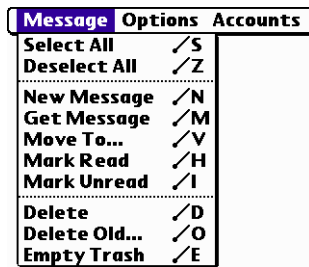 Message Options Accounts
Select All /S
Deselect All /Z
New Message /N
Get Message /M
Move To... /V
Mark Read /H
Mark Unread /I
Delete /D
Delete Old... /O
Empty Trash /E